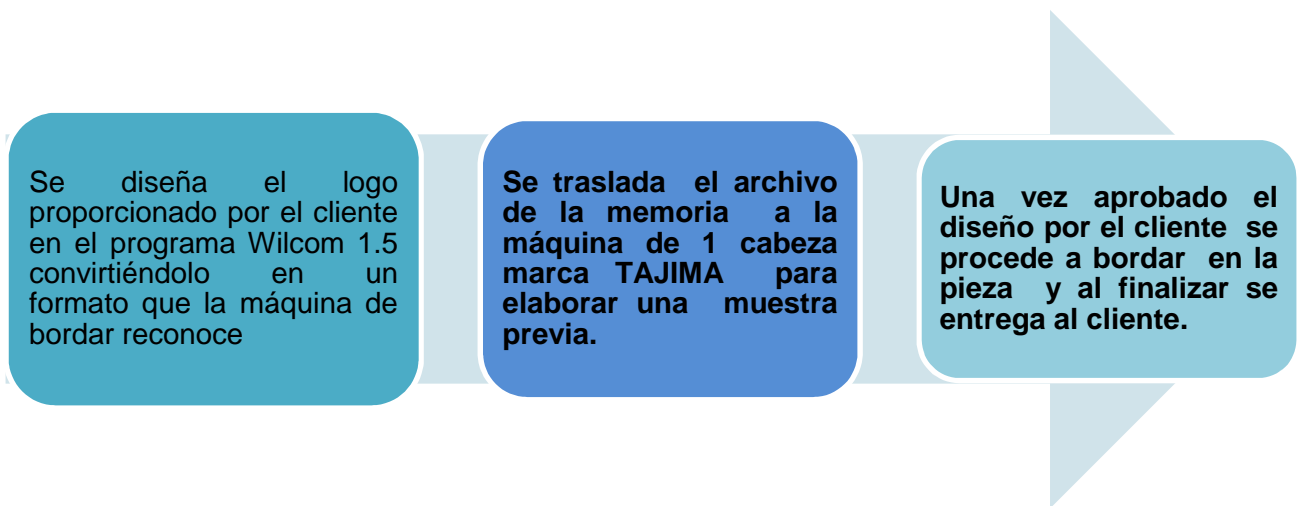 Se diseña el logo
proporcionado por el cliente
en el programa Wilcom 1.5
convirtiéndolo en un
formato que la máquina de
bordar reconoce
Se traslada el archivo
de la memoria a la
máquina de 1 cabeza
marca TAJIMA para
elaborar una muestra
previa.
Una vez aprobado el
diseño por el cliente se
procede a bordar en la
pieza y al finalizar se
entrega al cliente.